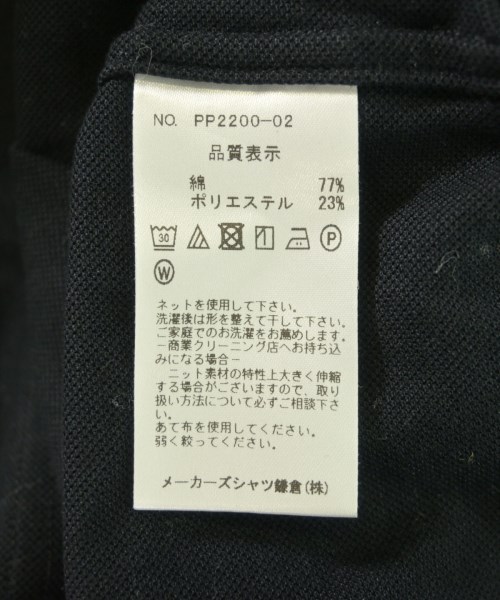 NO. PP2200-02
品質表示
綿 77%
ポリエステル 23%
30 P
W
ネットを使用して下さい。
洗濯後は形を整えて干して下さい。
ご家庭でのお洗濯をお薦めします。
－商業クリーニング店へお持ち込
みになる場合－
ニット素材の特性上大きく伸縮
する場合がございますので、取り
扱い方法について必ずご相談下さ
い。
あて布を使用してください。
弱く絞ってください。
メーカーズシャツ鎌倉(株)